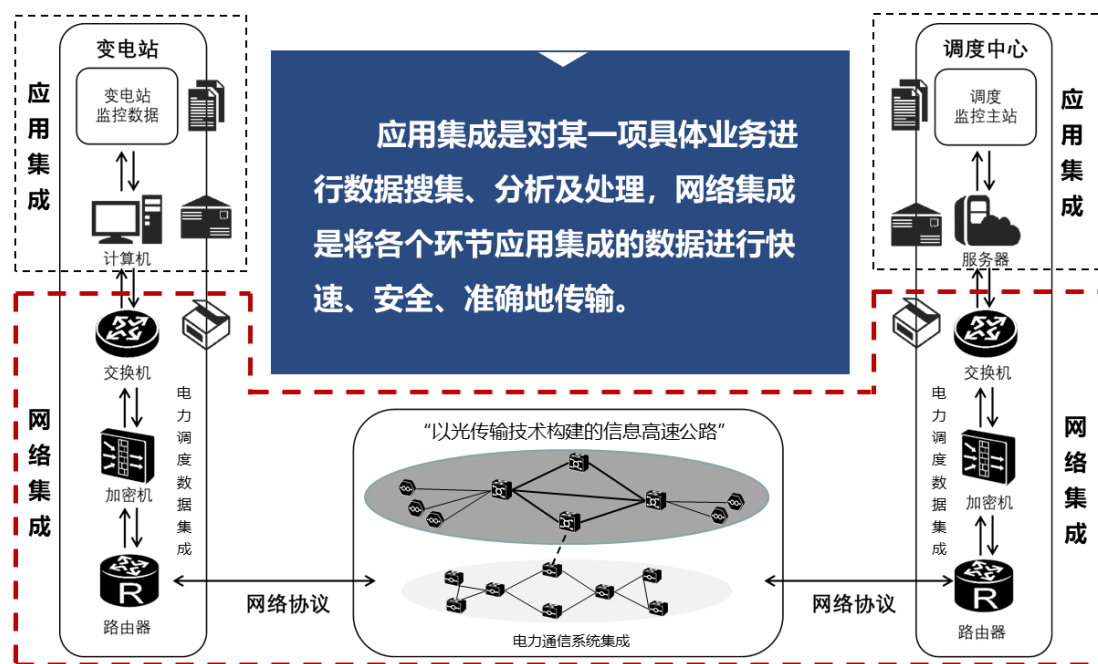 变电站
变电站
监控数据
应用集成
计算机
应用集成是对某一项具体业务进
行数据搜集、分析及处理，网络集成
是将各个环节应用集成的数据进行快
速、安全、准确地传输。
调度中心
调度
监控主站
应用集成
服务器
交换机
网络集成
电力调度数据集成
加密机
路由器
网络协议
“以光传输技术构建的信息高速公路”
电力通信系统集成
网络协议
交换机
电力调度数据集成
加密机
R
路由器
网络集成
R